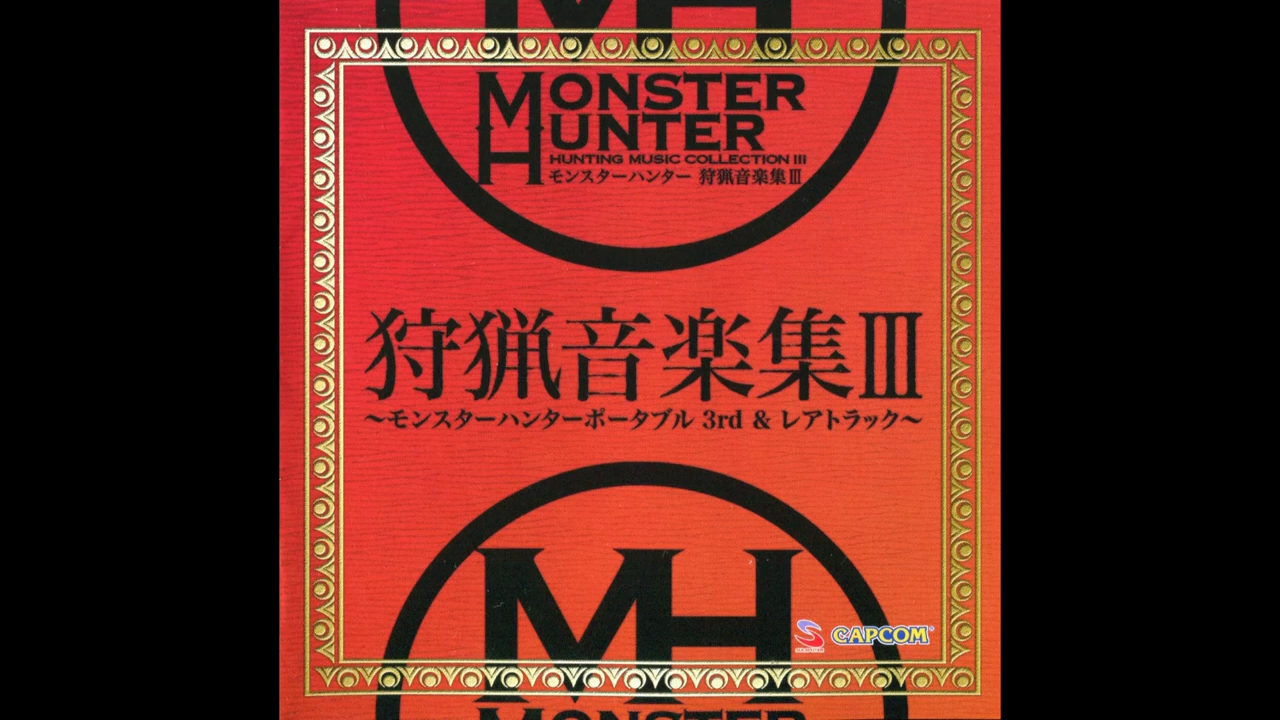 MH
MONSTER
HUNTER
HUNTING MUSIC COLLECTION III
モンスターハンター 狩猟音楽集III
狩猟音楽集III
～モンスターハンターポータブル 3rd & レアトラック～
MH
CAPCOM
MONSTER